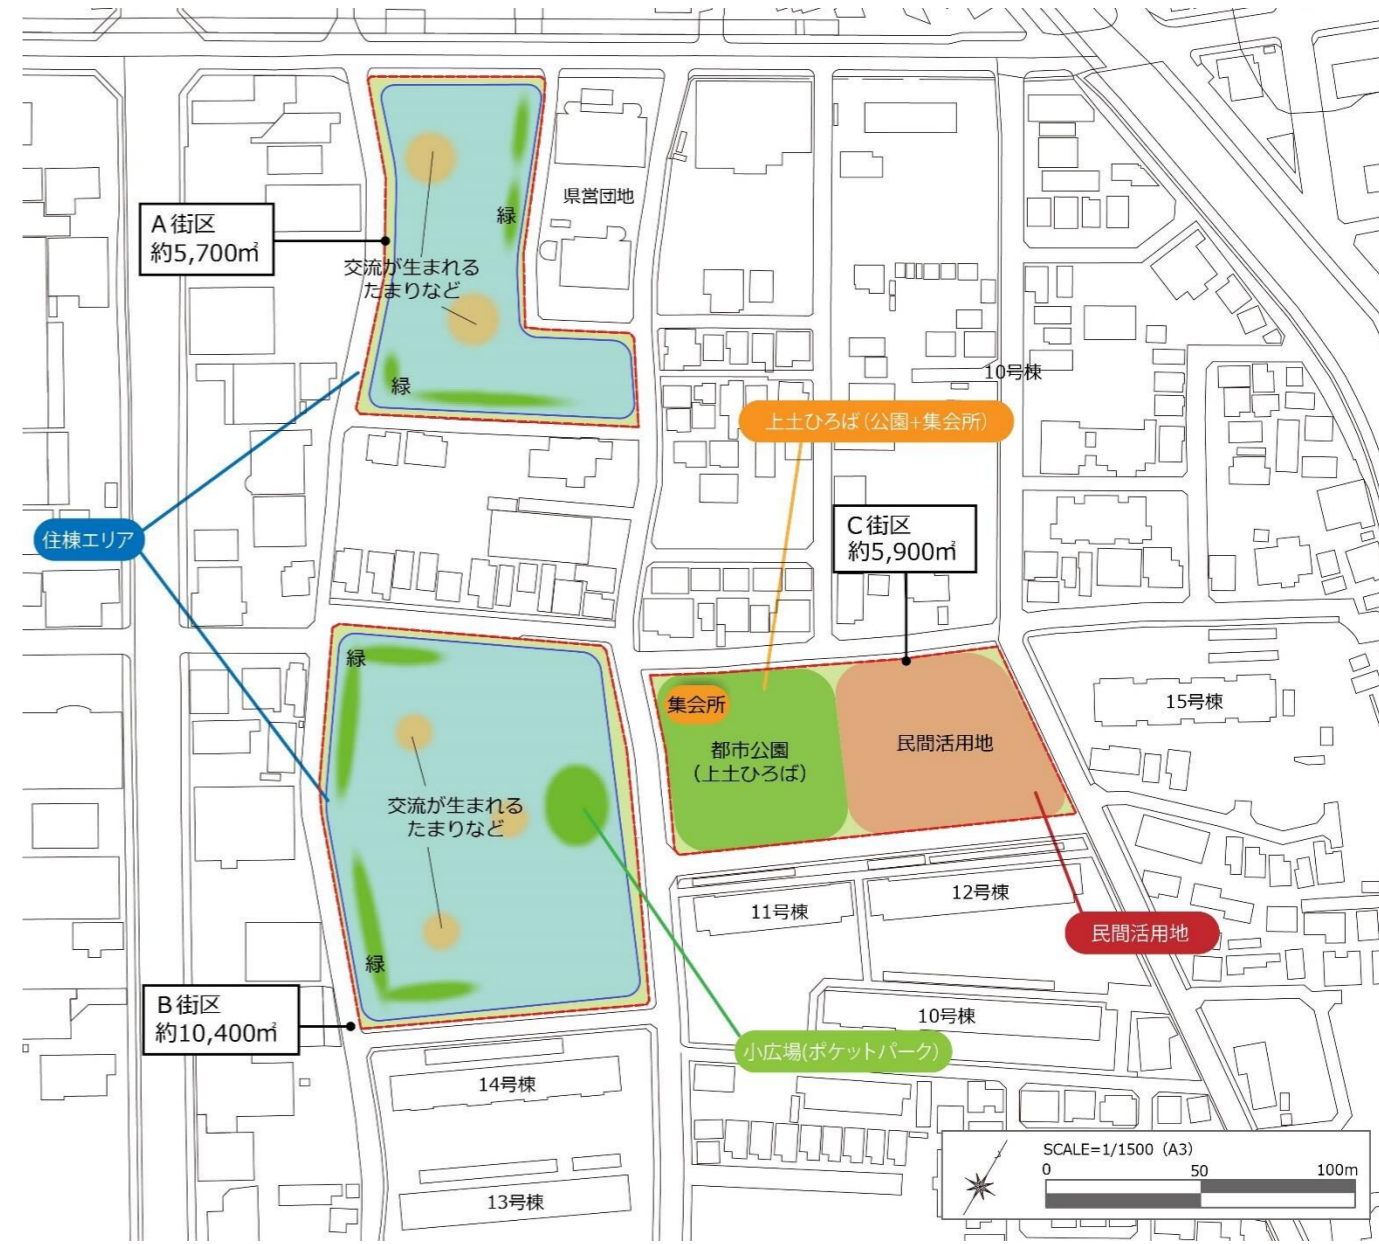 県営団地
緑
A街区
約5,700㎡
交流が生まれる
たまりなど
緑
10号棟
上土ひろば(公園+集会所)
C街区
約5,900㎡
住棟エリア
緑
集会所
都市公園
(上土ひろば)
民間活用地
15号棟
交流が生まれる
たまりなど
12号棟
11号棟
民間活用地
緑
B街区
約10,400㎡
10号棟
小広場(ポケットパーク)
14号棟
13号棟
SCALE=1/1500 (A3)
0 50 100m